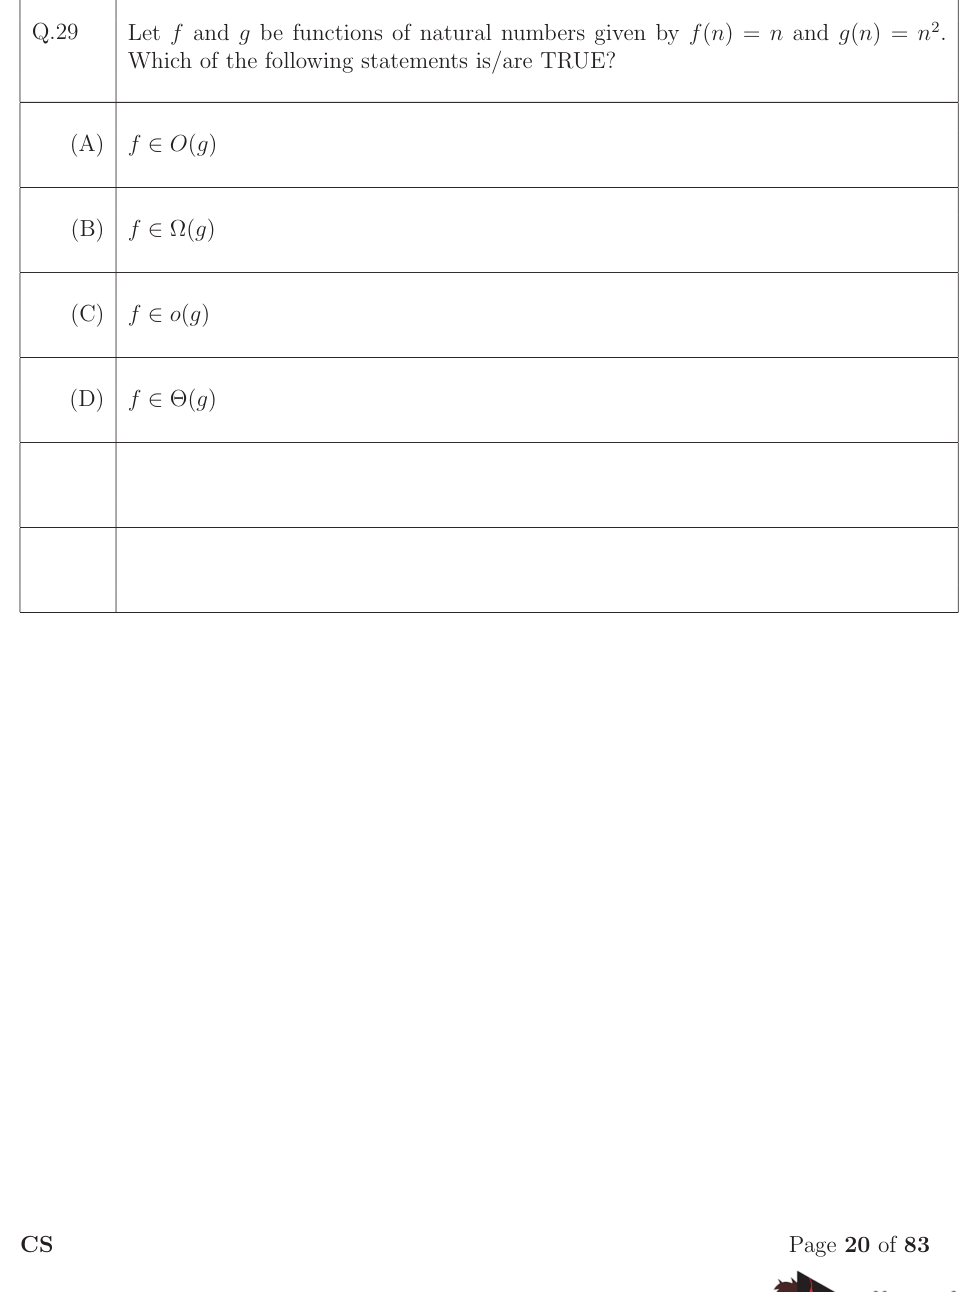 Q.29 Let f and g be functions of natural numbers given by f(n) = n and g(n) = n².
Which of the following statements is/are TRUE?
(A) f ∈ O(g)
(B) f ∈ Ω(g)
(C) f ∈ o(g)
(D) f ∈ Θ(g)
CS Page 20 of 83